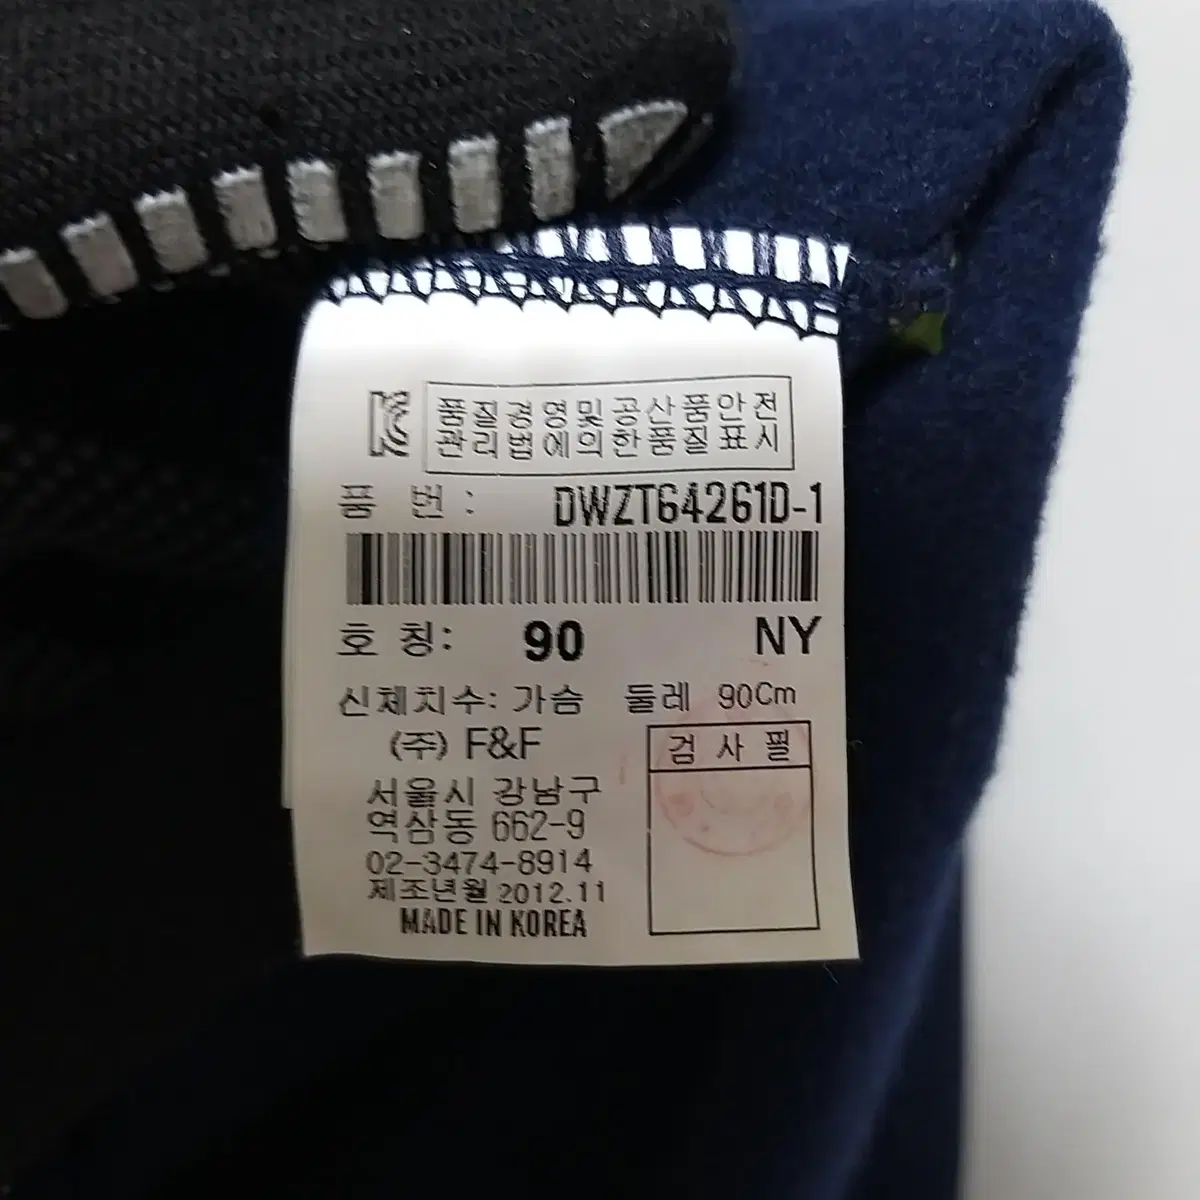 품질경영및공산품안전
관리법에의한품질표시
품 번 : DWZT64261D-1
호 칭: 90 NY
신체치수: 가슴 둘레 90Cm
(주) F&F
검 사 필
서울시 강남구
역삼동 662-9
02-3474-8914
제조년월 2012.11
MADE IN KOREA